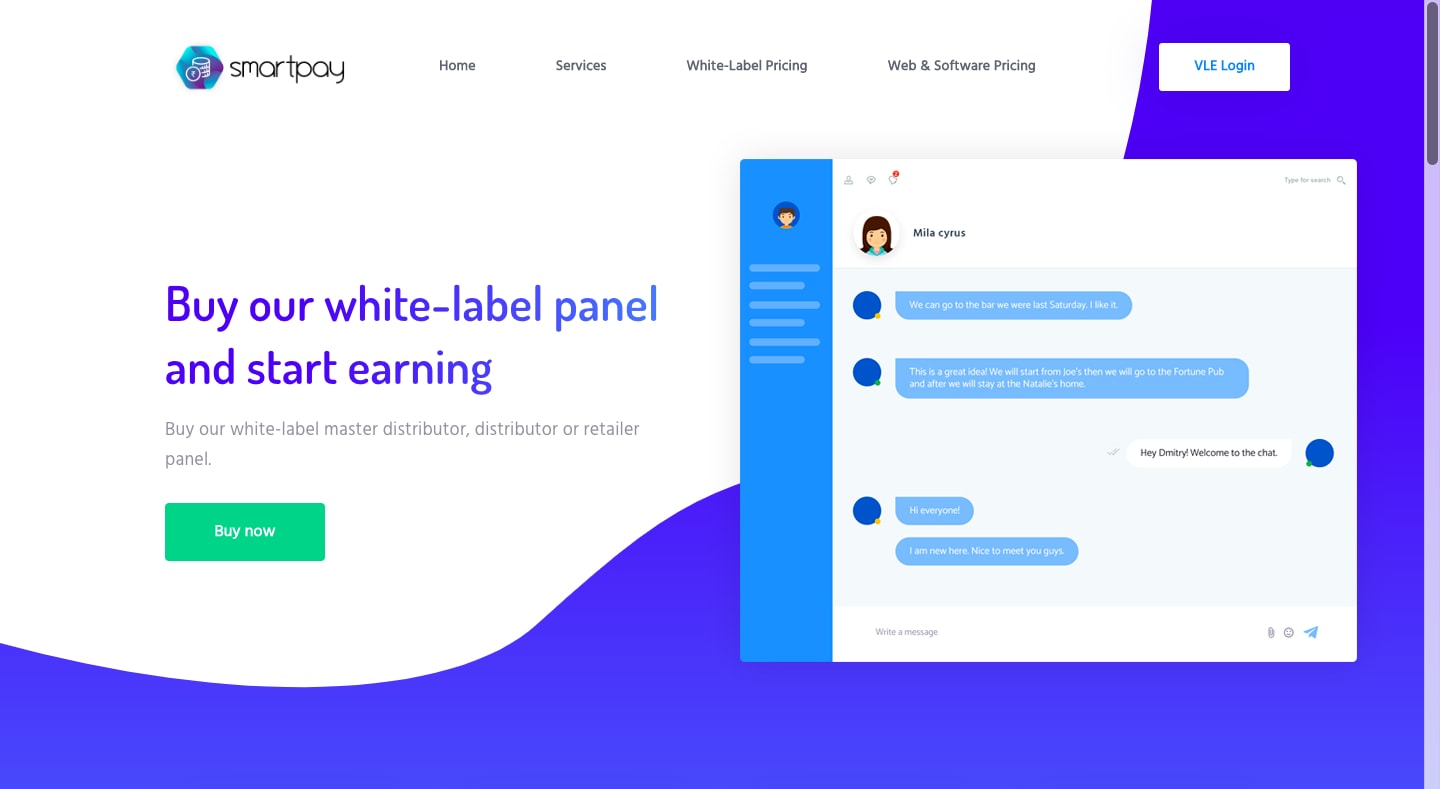 smartpay
Home
Services
White-Label Pricing
Web & Software Pricing
VLE Login
2
Type for search
Mila cyrus
Buy our white-label panel
and start earning
Buy our white-label master distributor, distributor or retailer
panel.
Buy now
We can go to the bar we were last Saturday. I like it.
This is a great idea! We will start from Joe's then we will go to the Fortune Pub
and after we will stay at the Natalie's home.
Hey Dmitry! Welcome to the chat.
Hi everyone!
I am new here. Nice to meet you guys.
Write a message